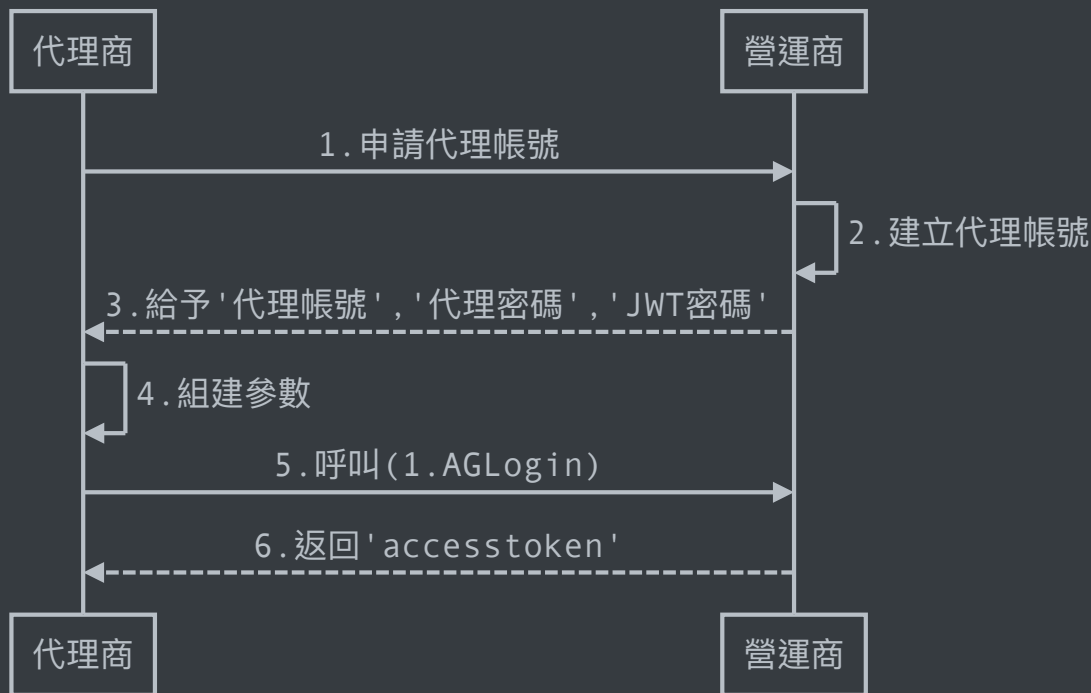 代理商
營運商
1.申請代理帳號
2.建立代理帳號
3.給予'代理帳號','代理密碼','JWT密碼'
4.組建參數
5.呼叫(1.AGLogin)
6.返回'accesstoken'
代理商
營運商